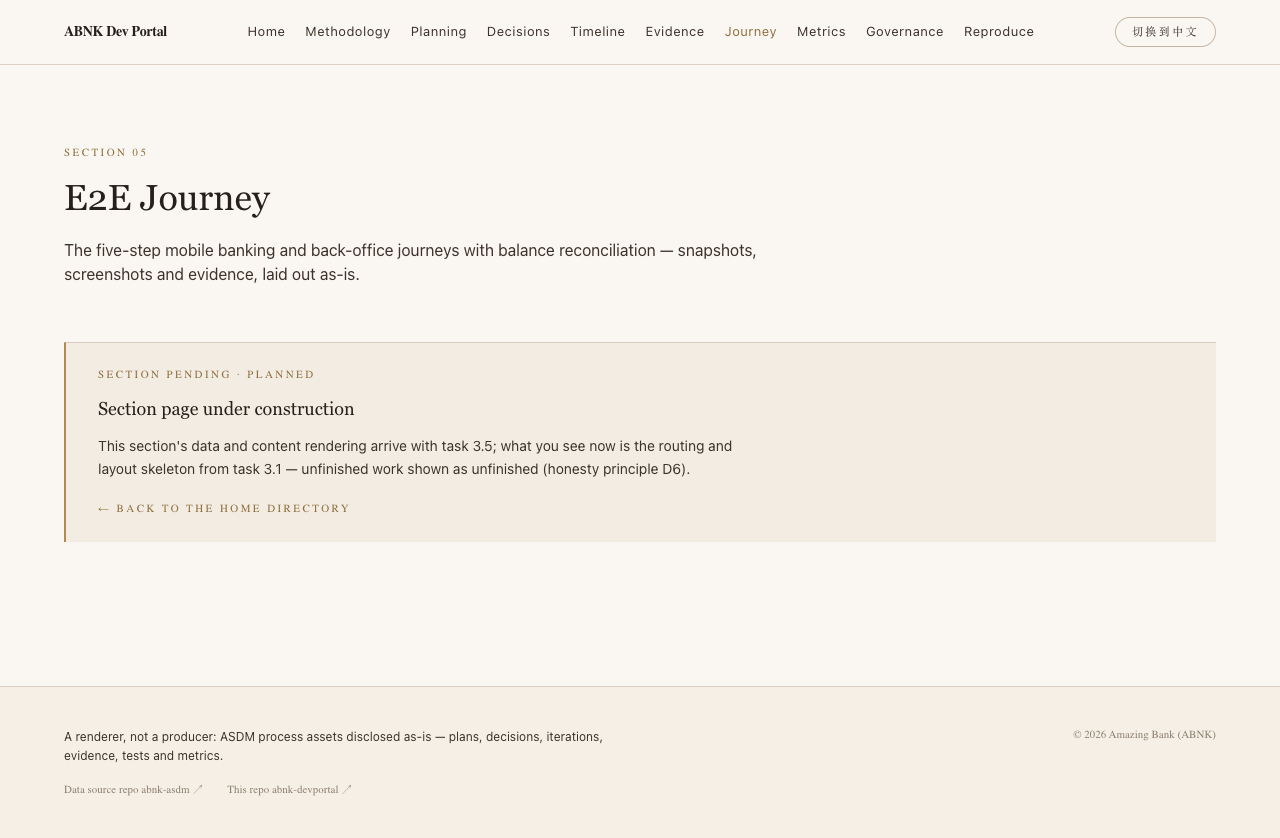 ABNK Dev Portal
Home Methodology Planning Decisions Timeline Evidence Journey Metrics Governance Reproduce
切换到中文
SECTION 05
E2E Journey
The five-step mobile banking and back-office journeys with balance reconciliation — snapshots,
screenshots and evidence, laid out as-is.
SECTION PENDING · PLANNED
Section page under construction
This section's data and content rendering arrive with task 3.5; what you see now is the routing and
layout skeleton from task 3.1 — unfinished work shown as unfinished (honesty principle D6).
← BACK TO THE HOME DIRECTORY
A renderer, not a producer: ASDM process assets disclosed as-is — plans, decisions, iterations,
evidence, tests and metrics.
Data source repo abnk-asdm ↗ This repo abnk-devportal ↗
© 2026 Amazing Bank (ABNK)